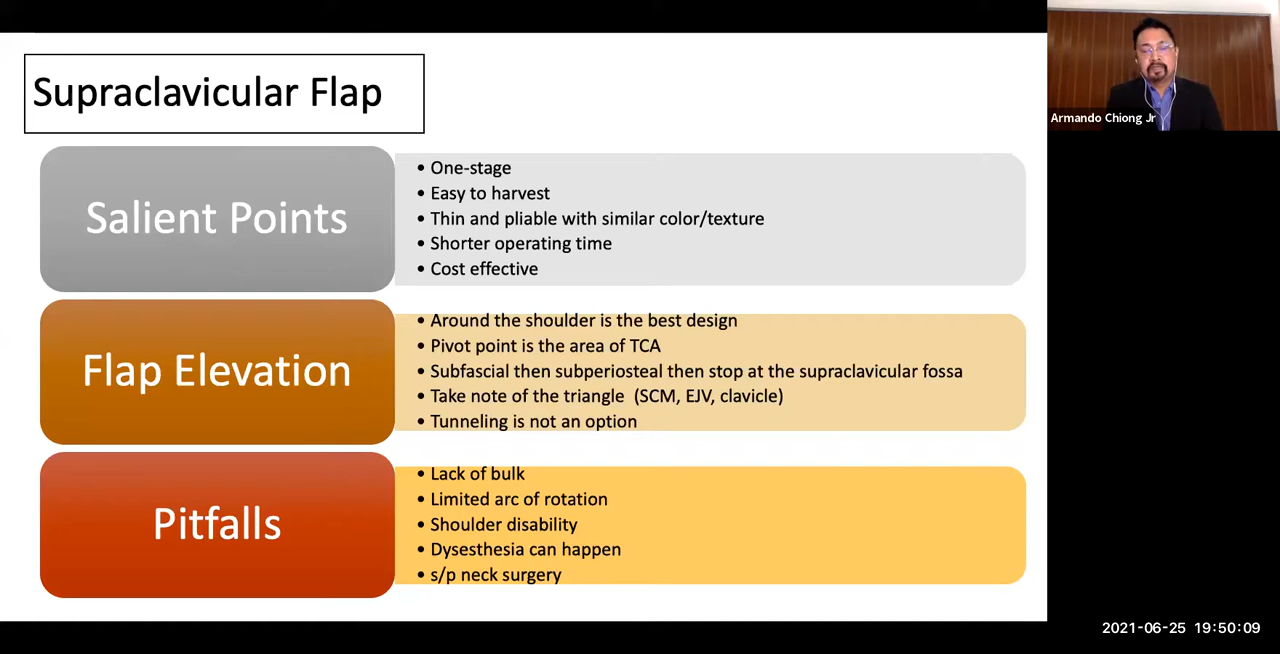 Supraclavicular Flap
Armando Chiong Jr
Salient Points
• One-stage
• Easy to harvest
• Thin and pliable with similar color/texture
• Shorter operating time
• Cost effective
Flap Elevation
• Around the shoulder is the best design
• Pivot point is the area of TCA
• Subfascial then subperiosteal then stop at the supraclavicular fossa
• Take note of the triangle (SCM, EJV, clavicle)
• Tunneling is not an option
Pitfalls
• Lack of bulk
• Limited arc of rotation
• Shoulder disability
• Dysesthesia can happen
• s/p neck surgery
2021-06-25 19:50:09